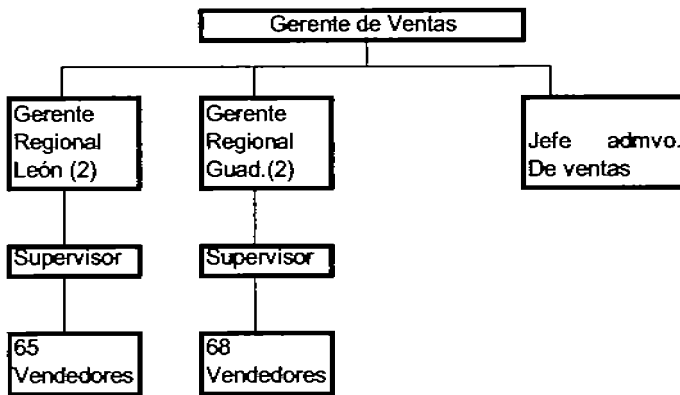 Gerente de Ventas
Gerente
Regional
León (2)
Gerente
Regional
Guad.(2)
Jefe admvo.
De ventas
Supervisor
Supervisor
65
Vendedores
68
Vendedores